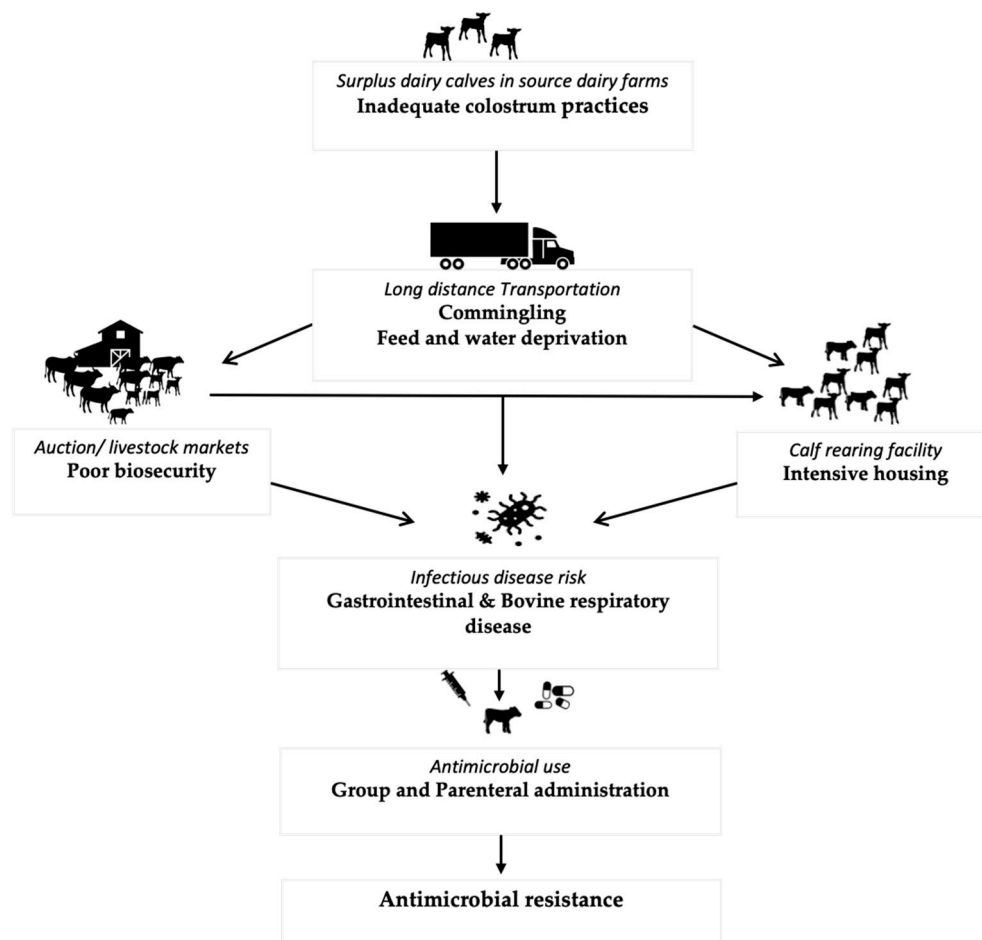 Surplus dairy calves in source dairy farms
Inadequate colostrum practices
Long distance Transportation
Commingling
Feed and water deprivation
Auction/ livestock markets
Poor biosecurity
Calf rearing facility
Intensive housing
Infectious disease risk
Gastrointestinal & Bovine respiratory
disease
Antimicrobial use
Group and Parenteral administration
Antimicrobial resistance